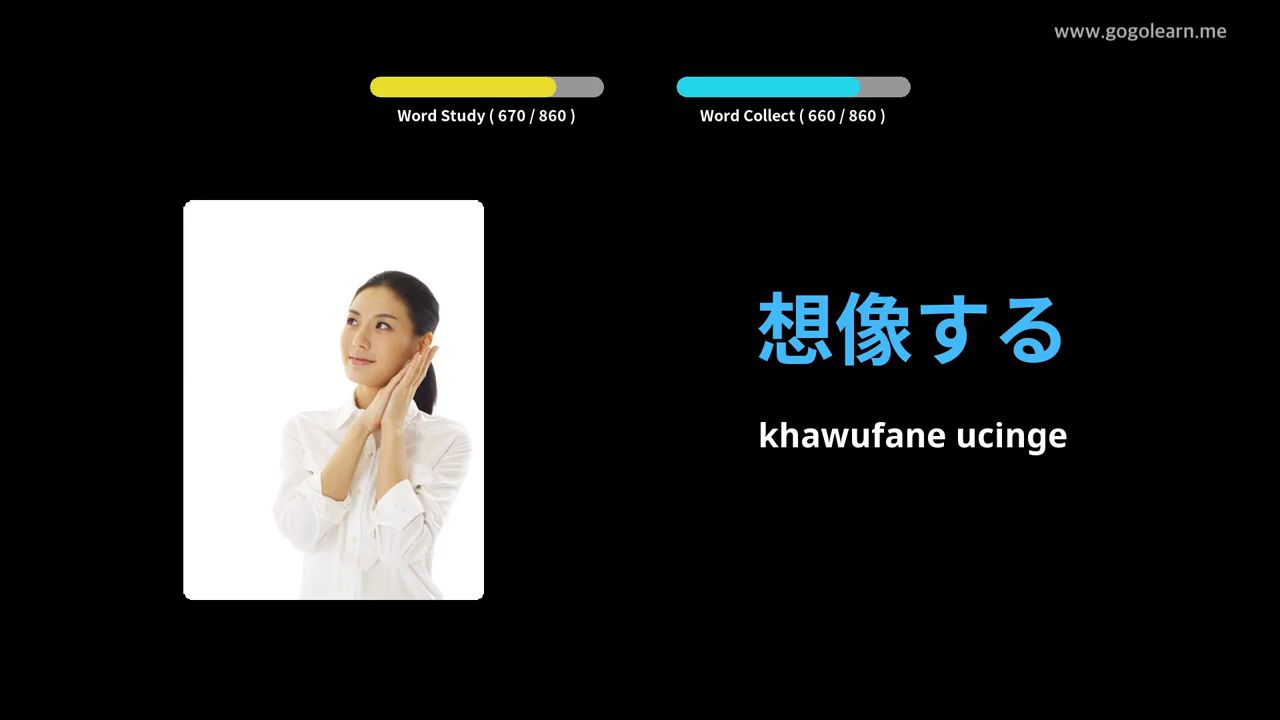 www.gogolearn.me
Word Study ( 670 / 860 )
Word Collect ( 660 / 860 )
想像する
khawufane ucinge